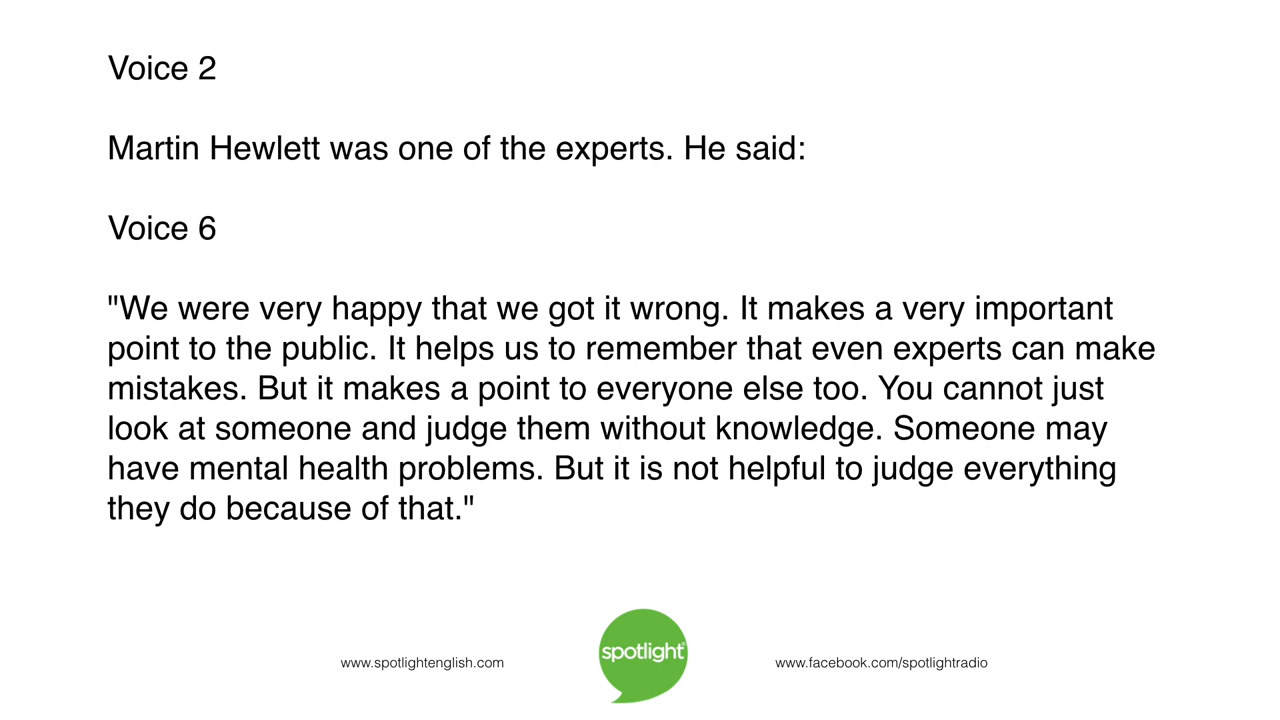 Voice 2
Martin Hewlett was one of the experts. He said:
Voice 6
"We were very happy that we got it wrong. It makes a very important
point to the public. It helps us to remember that even experts can make
mistakes. But it makes a point to everyone else too. You cannot just
look at someone and judge them without knowledge. Someone may
have mental health problems. But it is not helpful to judge everything
they do because of that."
www.spotlightenglish.com
spotlight®
www.facebook.com/spotlightradio